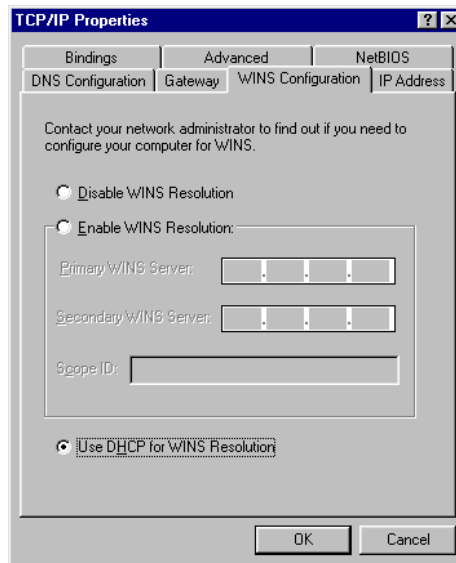 TCP/IP Properties
Bindings Advanced NetBIOS
DNS Configuration Gateway WINS Configuration IP Address
Contact your network administrator to find out if you need to
configure your computer for WINS.
Disable WINS Resolution
Enable WINS Resolution:
Primary WINS Server:
Secondary WINS Server:
Scope ID:
Use DHCP for WINS Resolution
OK Cancel